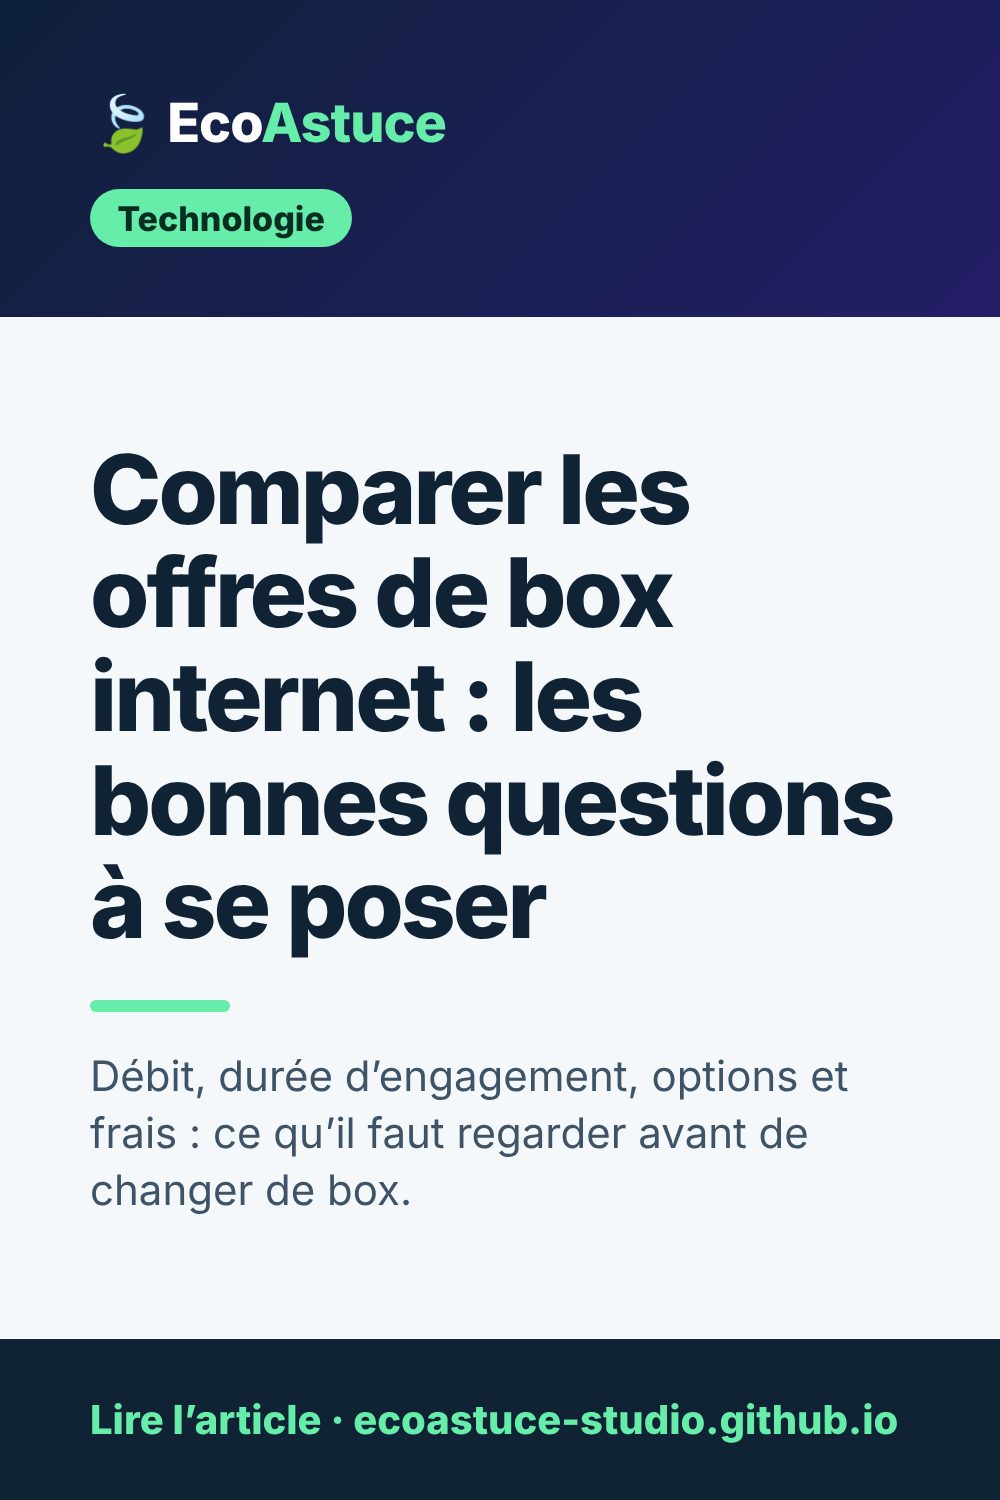 EcoAstuce
Technologie
Comparer les
offres de box
internet : les
bonnes questions
à se poser
Débit, durée d’engagement, options et
frais : ce qu’il faut regarder avant de
changer de box.
Lire l’article · ecoastuce-studio.github.io